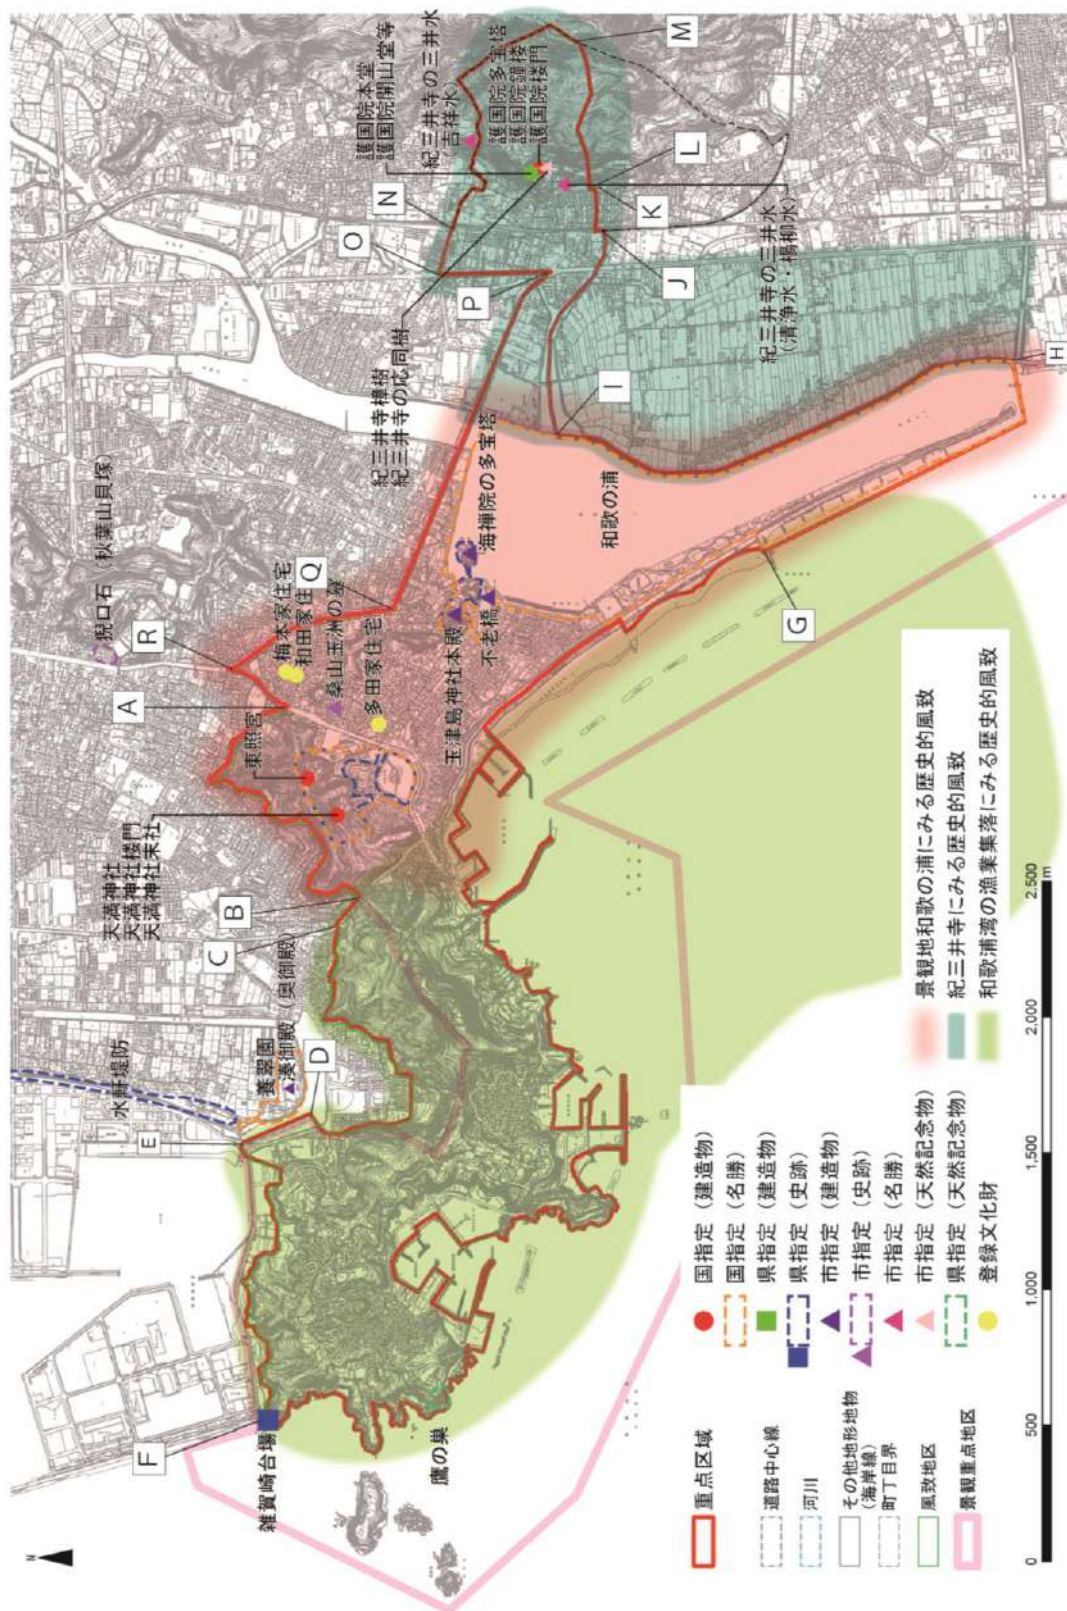 N
F
雑賀崎台場
鷹の巣
E
水軒堤防
養翠園
湊御殿（奥御殿）
D
C
B
天満神社
天満神社楼門
天満神社末社
東照宮
A
R
猊口石（秋葉山貝塚）
梅本家住宅
和田家住宅
桑山玉洲の墓
多田家住宅
Q
玉津島神社本殿
不老橋
海禅院の多宝塔
和歌の浦
G
H
I
J
K
L
M
N
O
P
紀三井寺樟樹
紀三井寺の応同樹
護国院本堂
護国院開山堂等
紀三井寺の三井水
吉祥水
護国院多宝塔
護国院鐘楼
護国院楼門
紀三井寺の三井水
（清浄水・楊柳水）
重点区域
道路中心線
河川
その他地形地物
（海岸線）
町丁目界
風致地区
景観重点地区
国指定（建造物）
国指定（名勝）
県指定（建造物）
県指定（史跡）
市指定（建造物）
市指定（史跡）
市指定（名勝）
市指定（天然記念物）
県指定（天然記念物）
登録文化財
景観地和歌の浦にみる歴史的風致
紀三井寺にみる歴史的風致
和歌浦湾の漁業集落にみる歴史的風致
0 500 1,000 1,500 2,000 2,500
m